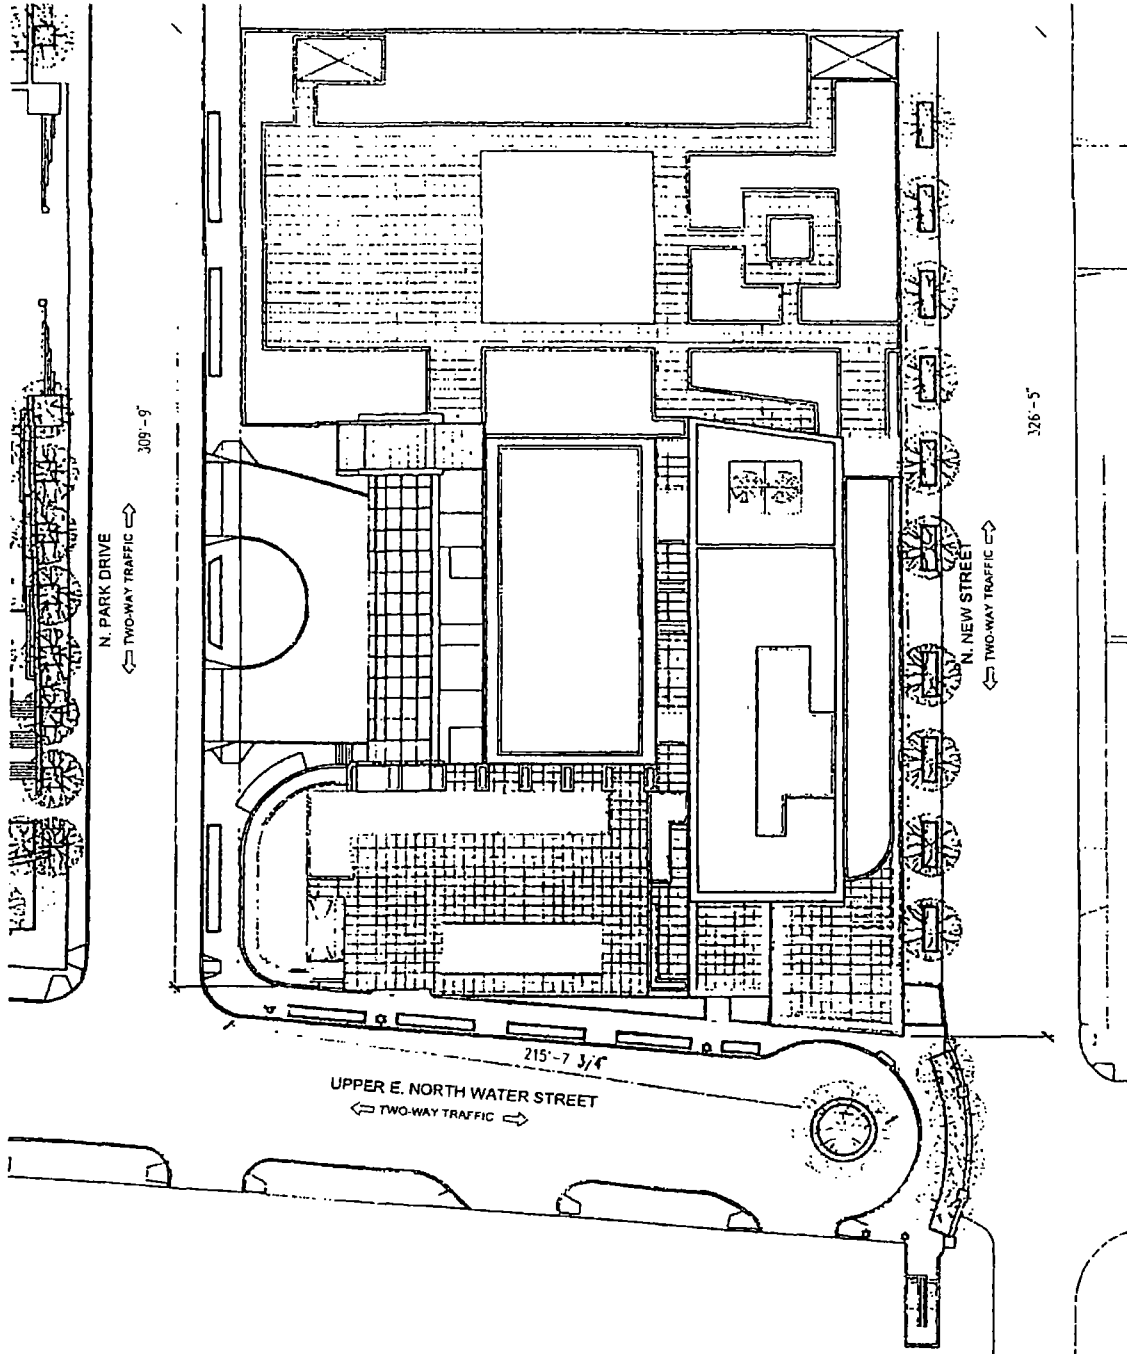 309'-9"
N. PARK DRIVE
TWO-WAY TRAFFIC
326'-5"
N. NEW STREET
TWO-WAY TRAFFIC
215'-7 3/4"
UPPER E. NORTH WATER STREET
TWO-WAY TRAFFIC